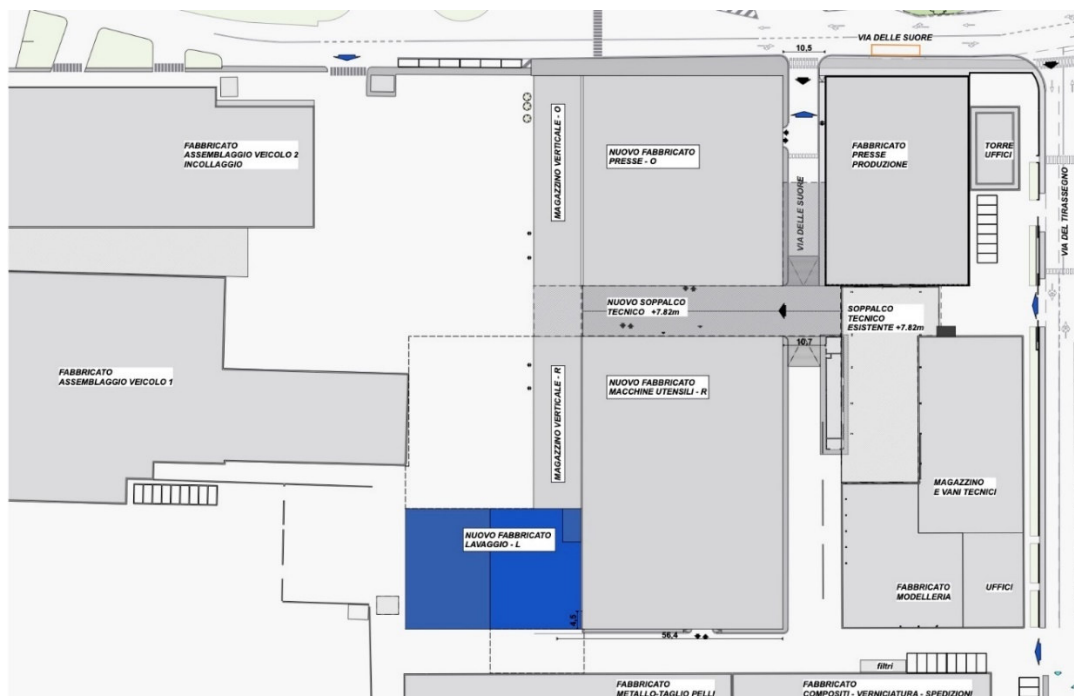 VIA DELLE SUORE
10,5
FABBRICATO
ASSEMBLAGGIO VEICOLO 2
INCOLLAGGIO
MAGAZZINO VERTICALE - O
NUOVO FABBRICATO
PRESSE - O
VIA DELLE SUORE
FABBRICATO
PRESSE
PRODUZIONE
TORRE
UFFICI
VIA DEL TIRASSEGNO
NUOVO SOPPALCO
TECNICO +7.82m
SOPPALCO
TECNICO
ESISTENTE +7.82m
10,7
FABBRICATO
ASSEMBLAGGIO VEICOLO 1
MAGAZZINO VERTICALE - R
NUOVO FABBRICATO
MACCHINE UTENSILI - R
MAGAZZINO
E VANI TECNICI
NUOVO FABBRICATO
LAVAGGIO - L
FABBRICATO
MODELLERIA
UFFICI
4,5
56,4
filtri
FABBRICATO
METALLO-TAGLIO PELLI
FABBRICATO
COMPOSITI - VERNICIATURA - SPEDIZIONI